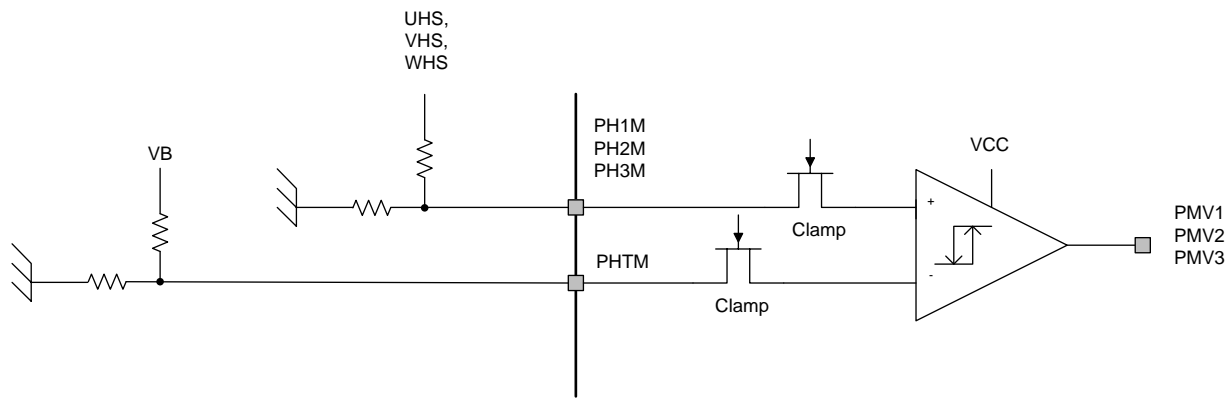 UHS,
VHS,
WHS
VB
PH1M
PH2M
PH3M
VCC
+
Clamp
PMV1
PMV2
PMV3
PHTM
-
Clamp